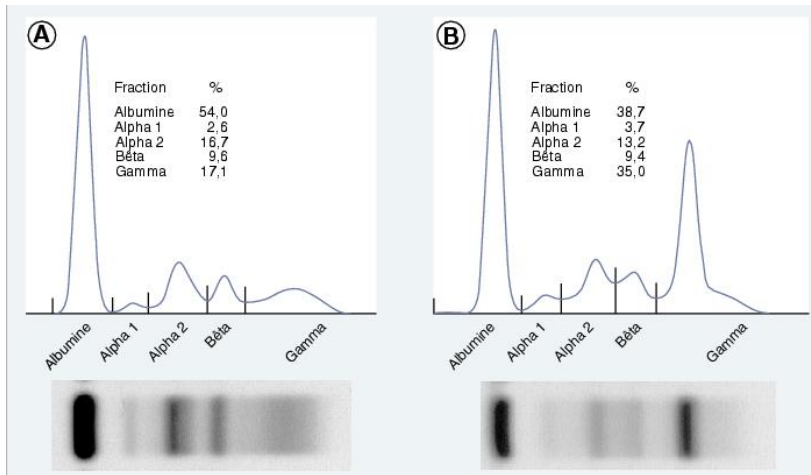 A
Fraction %
Albumine 54,0
Alpha 1 2,6
Alpha 2 16,7
Bêta 9,6
Gamma 17,1
Albumine Alpha 1 Alpha 2 Bêta Gamma
B
Fraction %
Albumine 38,7
Alpha 1 3,7
Alpha 2 13,2
Bêta 9,4
Gamma 35,0
Albumine Alpha 1 Alpha 2 Bêta Gamma